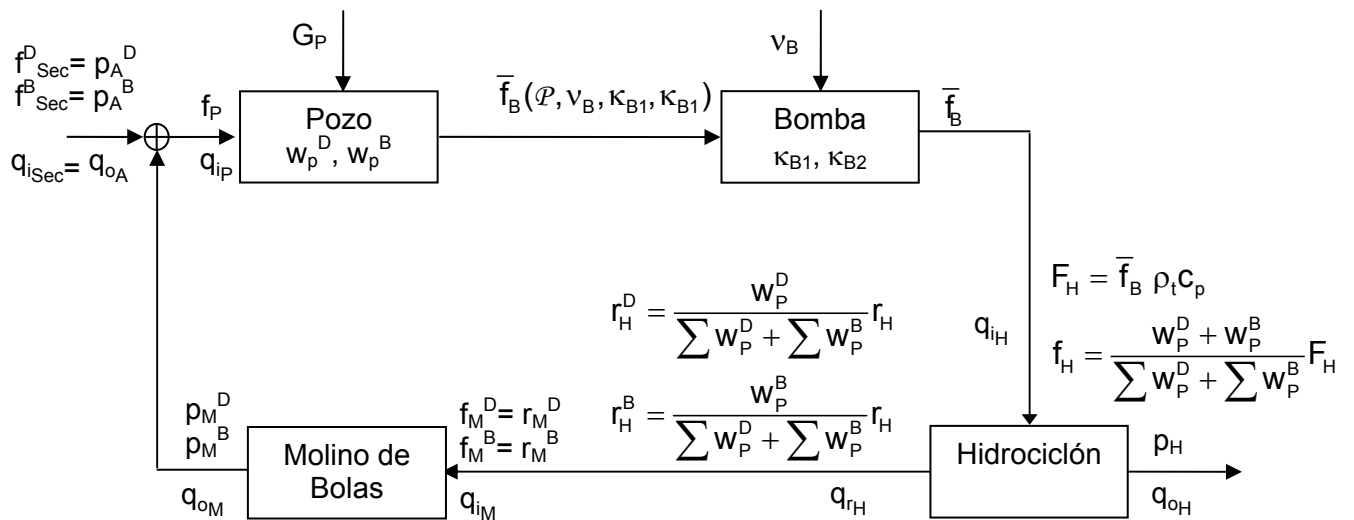 G_P
ν_B
f^D_Sec = p_A^D
f^B_Sec = p_A^B
q_iSec = q_oA
f_P
q_iP
Pozo
w_p^D, w_p^B
f̅_B(𝒫, ν_B, κ_B1, κ_B1)
Bomba
κ_B1, κ_B2
f̅_B
F_H = f̅_B ρ_t c_p
q_iH
f_H = (w_P^D + w_P^B) / (∑ w_P^D + ∑ w_P^B) F_H
r_H^D = w_P^D / (∑ w_P^D + ∑ w_P^B) r_H
r_H^B = w_P^B / (∑ w_P^D + ∑ w_P^B) r_H
p_M^D
p_M^B
q_oM
Molino de
Bolas
f_M^D = r_M^D
f_M^B = r_M^B
q_iM
q_rH
Hidrociclón
p_H
q_oH